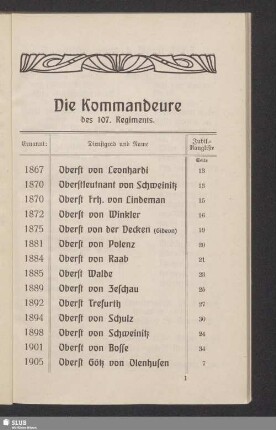 Die Kommandeure
des 107. Regiments.
Ernannt: Dienstgrad und Name
Seite
1867 Oberst von Leonhardi 13
1870 Oberstleutnant von Schweinitz 13
1870 Oberst Frh. von Lindeman 15
1872 Oberst von Winkler 16
1875 Oberst von der Decken (Gideon) 19
1881 Oberst von Polenz 20
1884 Oberst von Raab 21
1885 Oberst Walde 23
1889 Oberst von Zeschau 25
1892 Oberst Trefurth 27
1894 Oberst von Schulz 30
1898 Oberst von Schweinitz 24
1901 Oberst von Bosse 34
1905 Oberst Götz von Olenhusen 7
1
SLUB